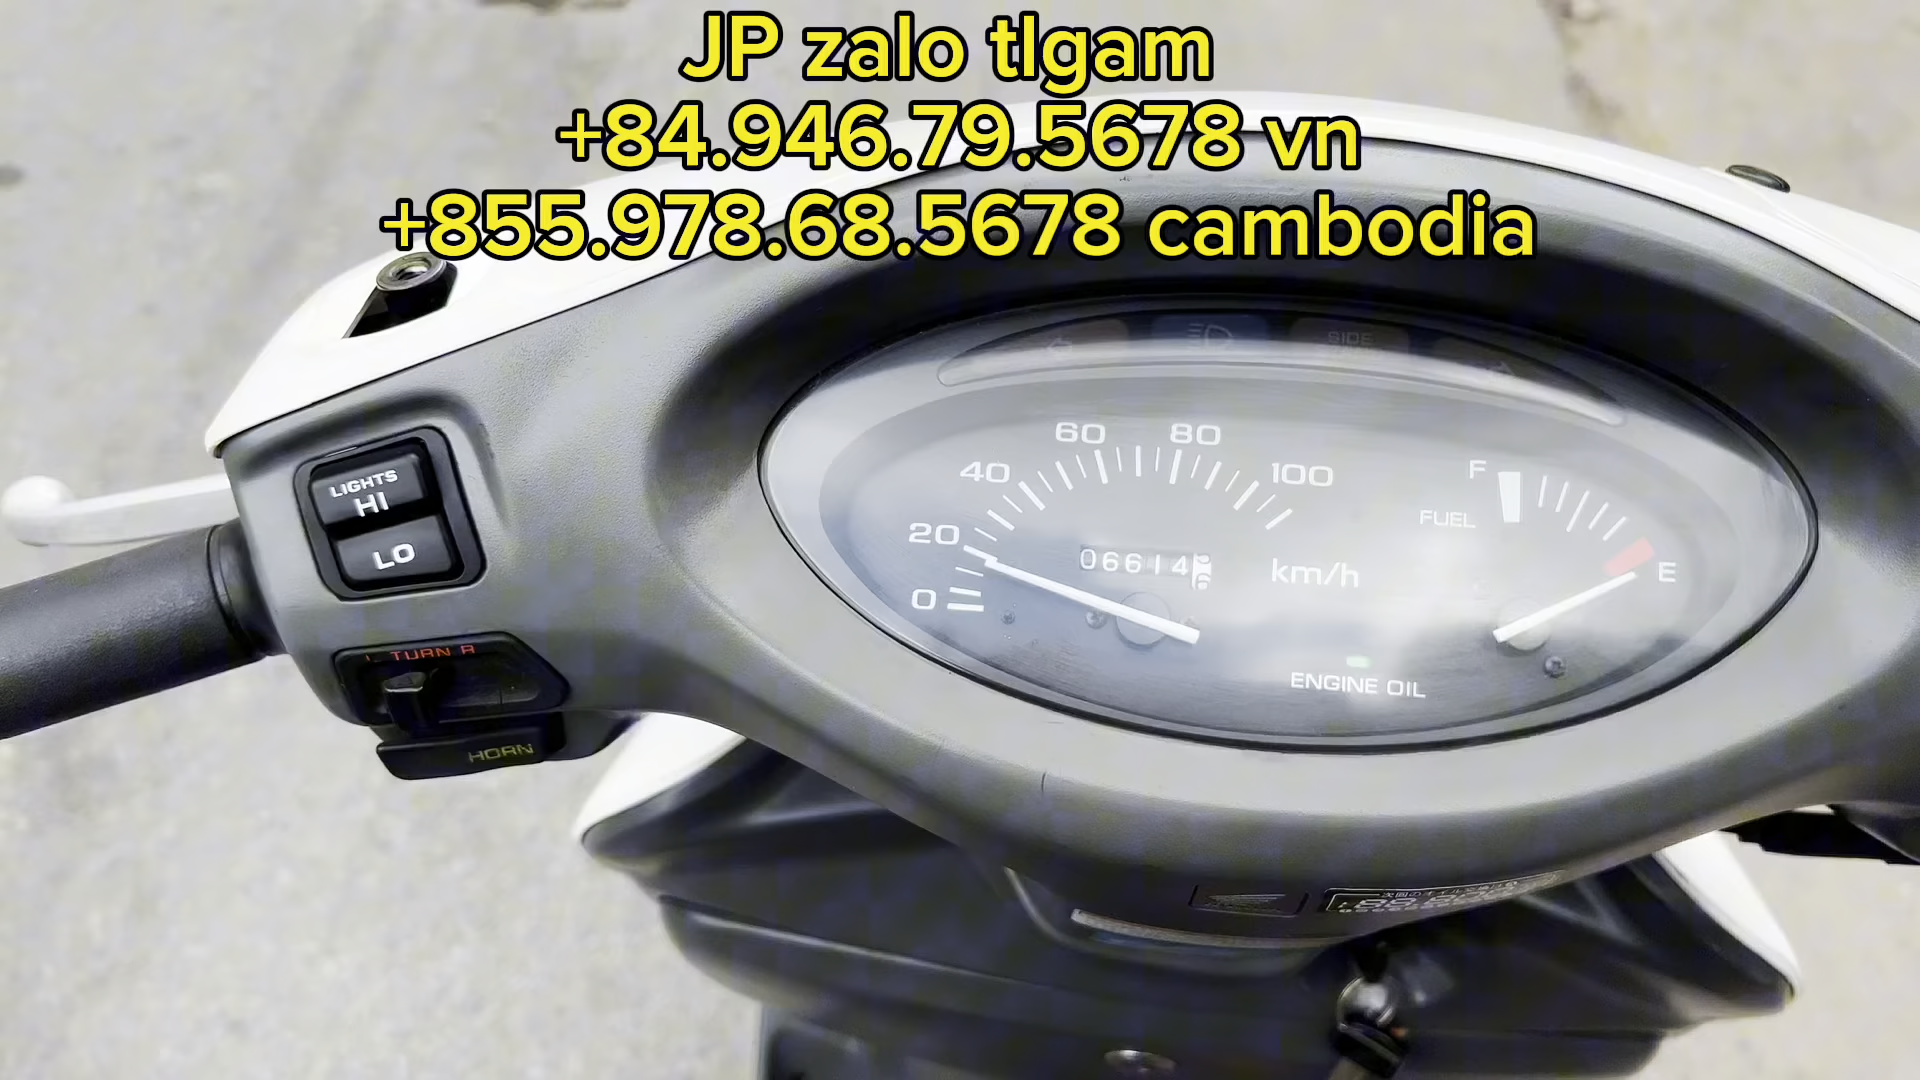 JP zalo tlgam
+84.946.79.5678 vn
+855.978.68.5678 cambodia
SIDE
60 80
40 100
20
0
km/h
F
FUEL
E
ENGINE OIL
LIGHTS
HI
LO
L TURN R
HORN